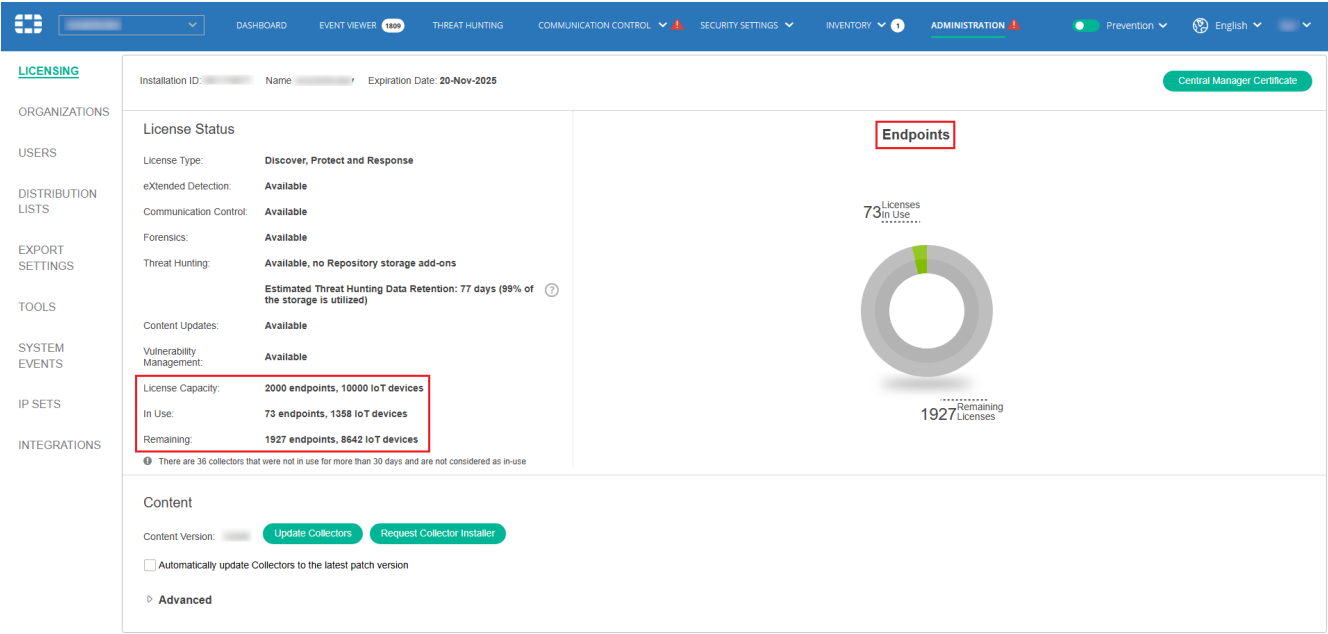 DASHBOARD
EVENT VIEWER 1809
THREAT HUNTING
COMMUNICATION CONTROL
SECURITY SETTINGS
INVENTORY 1
ADMINISTRATION
Prevention
English
LICENSING
ORGANIZATIONS
USERS
DISTRIBUTION
LISTS
EXPORT
SETTINGS
TOOLS
SYSTEM
EVENTS
IP SETS
INTEGRATIONS
Installation ID: Name Expiration Date: 20-Nov-2025
Central Manager Certificate
License Status
License Type: Discover, Protect and Response
eXtended Detection: Available
Communication Control: Available
Forensics: Available
Threat Hunting: Available, no Repository storage add-ons
Estimated Threat Hunting Data Retention: 77 days (99% of
the storage is utilized)
?
Content Updates: Available
Vulnerability
Management:
Available
License Capacity: 2000 endpoints, 10000 IoT devices
In Use: 73 endpoints, 1358 IoT devices
Remaining: 1927 endpoints, 8642 IoT devices
There are 36 collectors that were not in use for more than 30 days and are not considered as in-use
Endpoints
73 Licenses
In Use
1927 Remaining
Licenses
Content
Content Version:
Update Collectors
Request Collector Installer
Automatically update Collectors to the latest patch version
Advanced